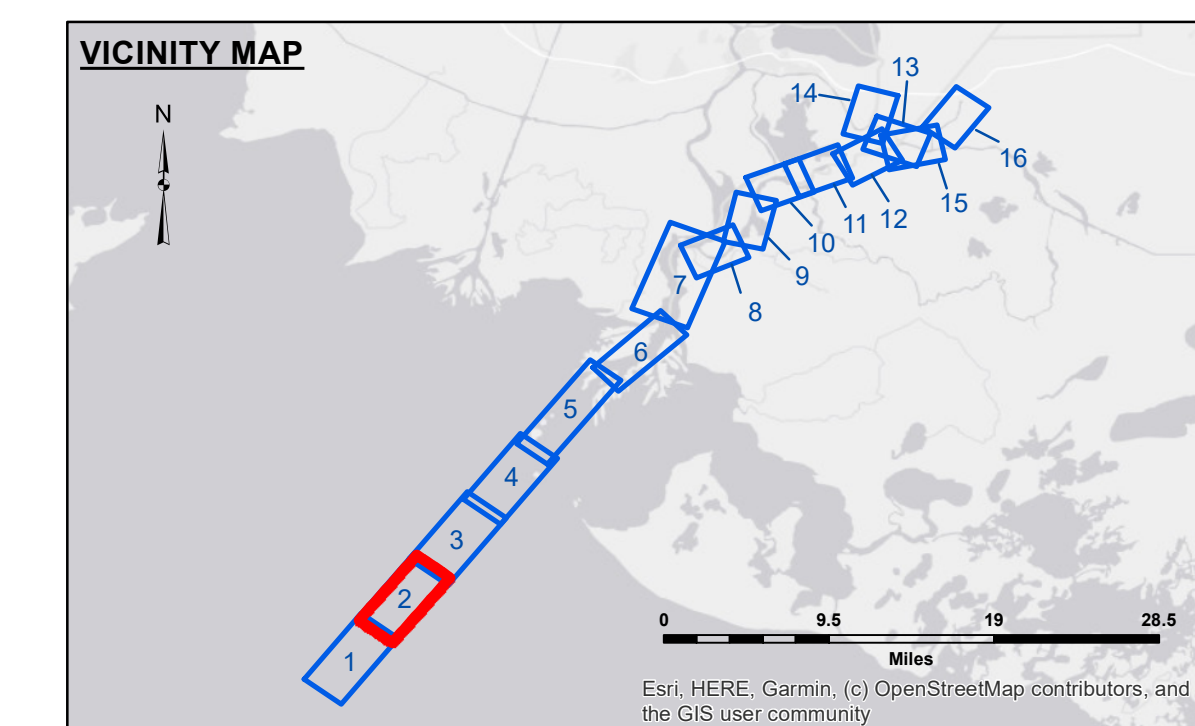 VICINITY MAP
N
13
14
16
15
12
11
10
9
8
7
6
5
4
3
2
1
0 9.5 19 28.5
Miles
Esri, HERE, Garmin, (c) OpenStreetMap contributors, and
the GIS user community